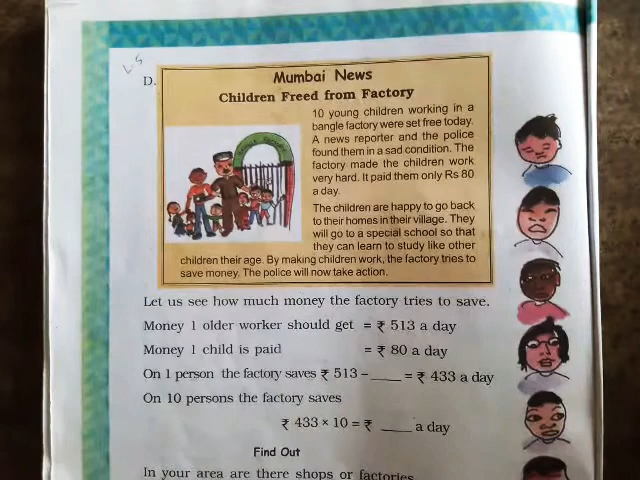 L-5
D.
Mumbai News
Children Freed from Factory
10 young children working in a
bangle factory were set free today.
A news reporter and the police
found them in a sad condition. The
factory made the children work
very hard. It paid them only Rs 80
a day.
The children are happy to go back
to their homes in their village. They
will go to a special school so that
they can learn to study like other
children their age. By making children work, the factory tries to
save money. The police will now take action.
Let us see how much money the factory tries to save.
Money 1 older worker should get = ₹ 513 a day
Money 1 child is paid = ₹ 80 a day
On 1 person the factory saves ₹ 513 – ____ = ₹ 433 a day
On 10 persons the factory saves
₹ 433 × 10 = ₹ ____ a day
Find Out
In your area are there shops or factories